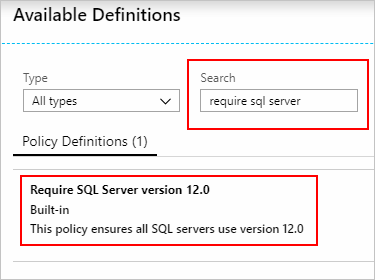 Available Definitions
Type
Search
All types
require sql server
Policy Definitions (1)
Require SQL Server version 12.0
Built-in
This policy ensures all SQL servers use version 12.0